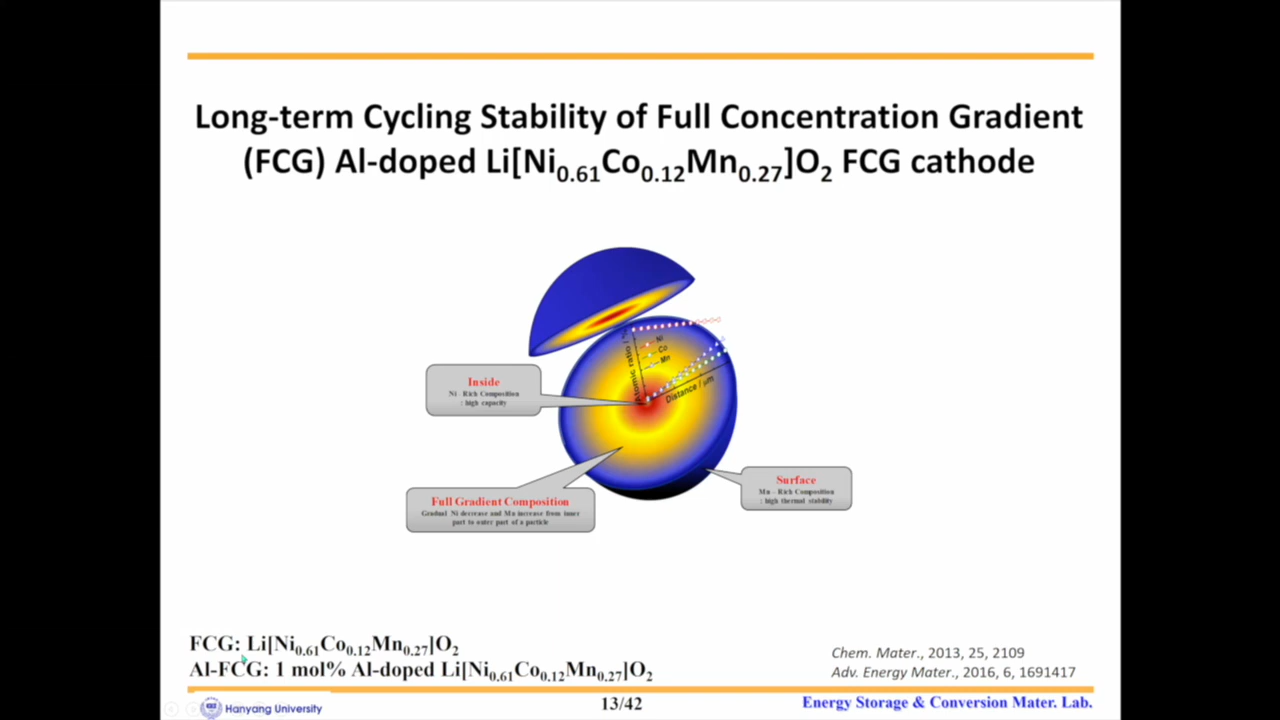 Long-term Cycling Stability of Full Concentration Gradient
(FCG) Al-doped Li[Ni0.61Co0.12Mn0.27]O2 FCG cathode
Atomic ratio / %
Ni
Co
Mn
Distance / μm
Inside
Ni - Rich Composition
: high capacity
Full Gradient Composition
Gradual Ni decrease and Mn increase from inner
part to outer part of a particle
Surface
Mn - Rich Composition
: high thermal stability
FCG: Li[Ni0.61Co0.12Mn0.27]O2
Al-FCG: 1 mol% Al-doped Li[Ni0.61Co0.12Mn0.27]O2
Chem. Mater., 2013, 25, 2109
Adv. Energy Mater., 2016, 6, 1691417
Hanyang University
13/42
Energy Storage & Conversion Mater. Lab.